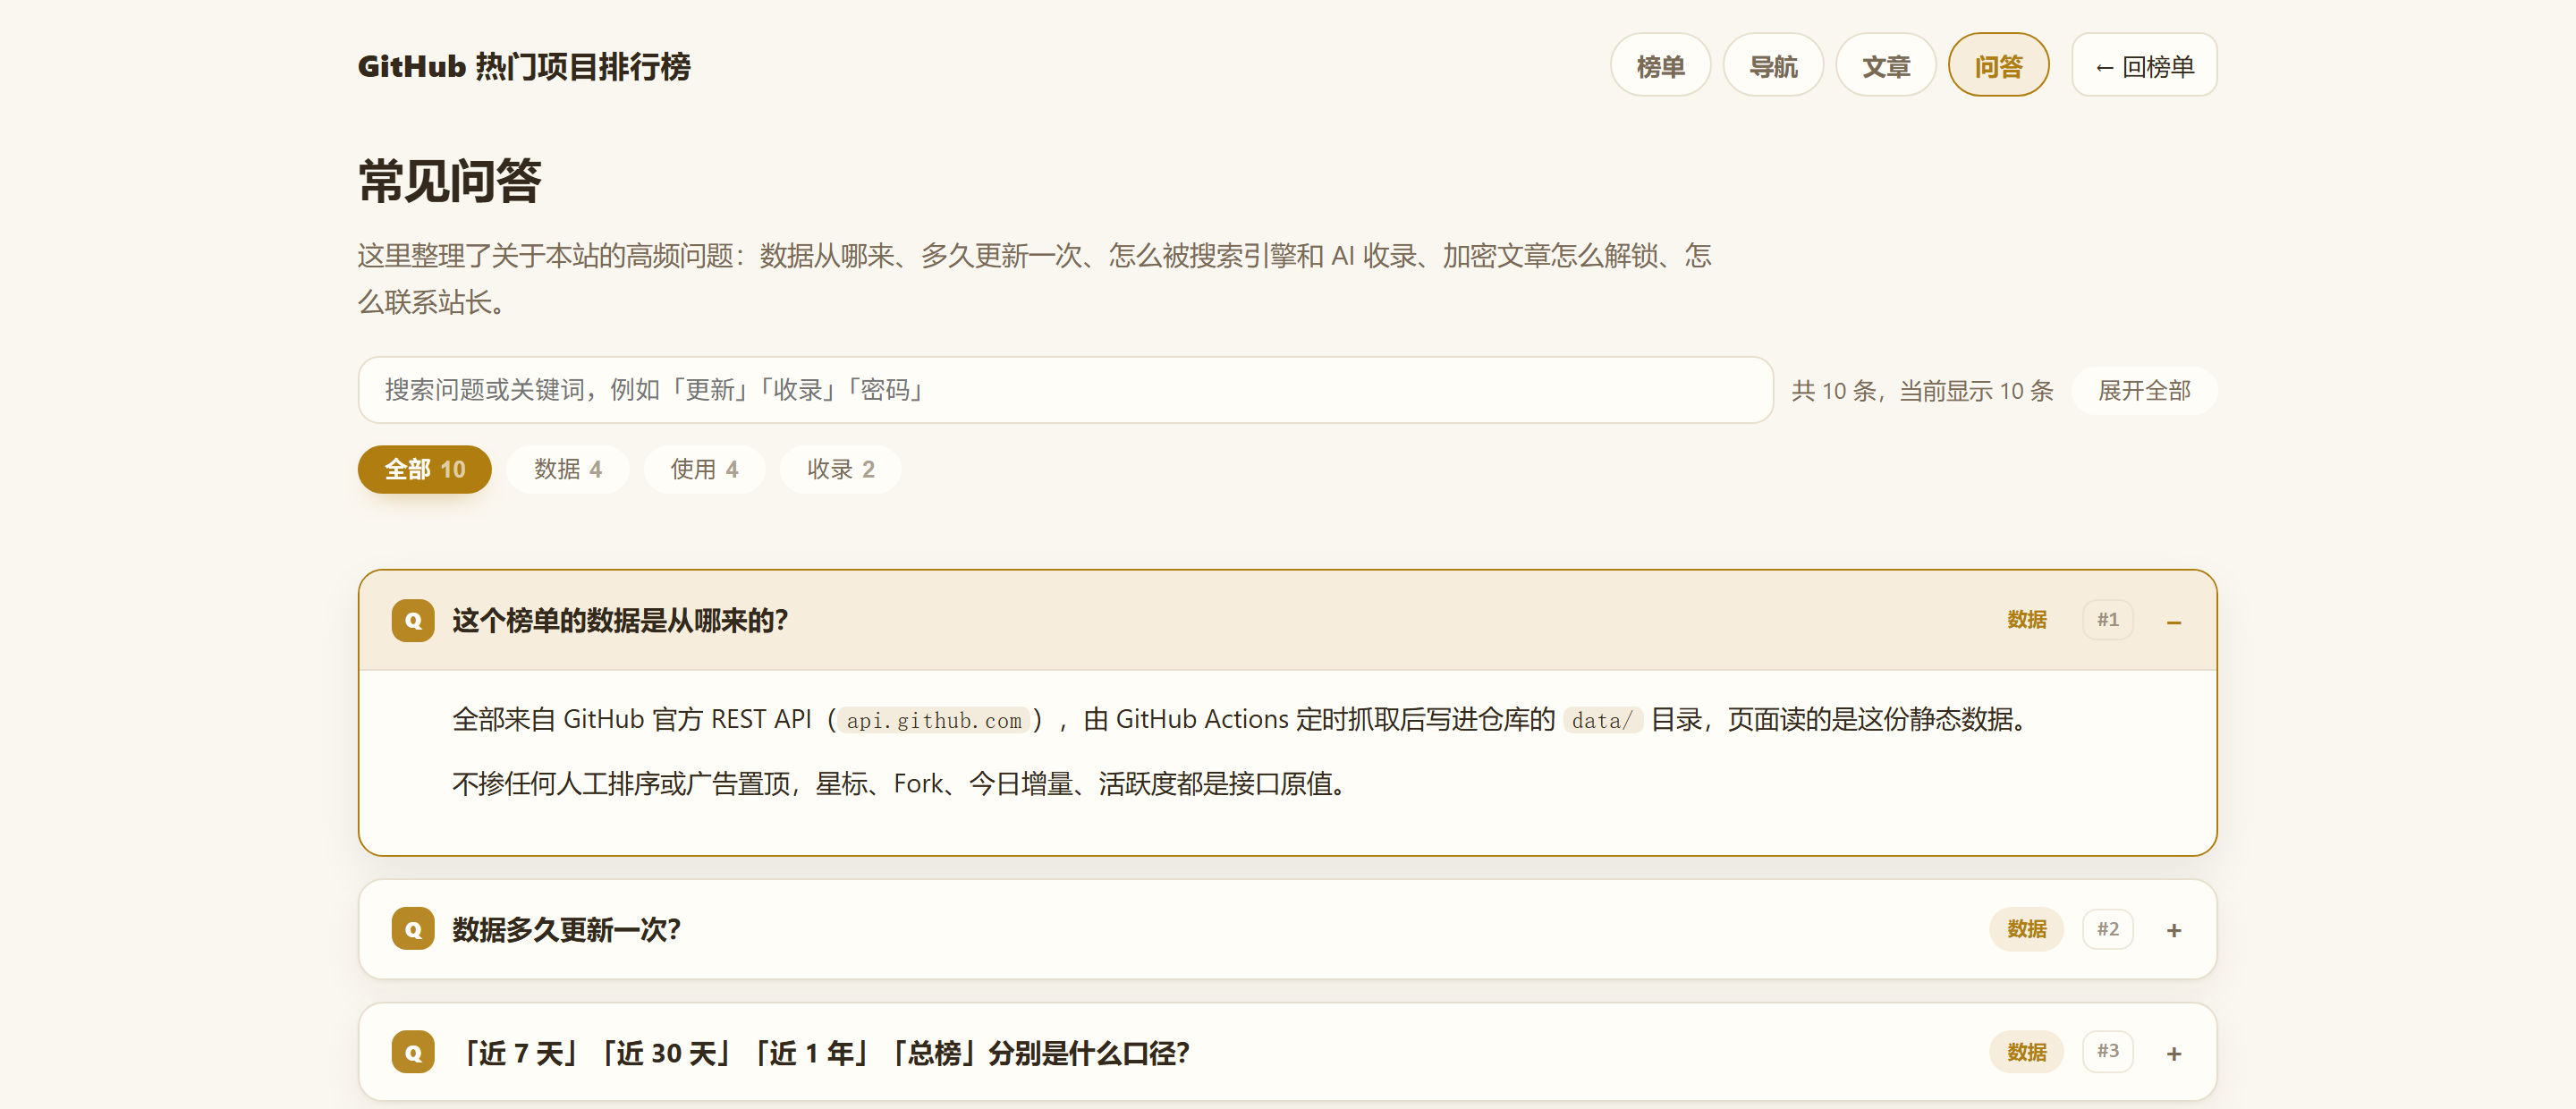 GitHub 热门项目排行榜
榜单 导航 文章 问答 ← 回榜单
常见问答
这里整理了关于本站的高频问题：数据从哪来、多久更新一次、怎么被搜索引擎和 AI 收录、加密文章怎么解锁、怎
么联系站长。
搜索问题或关键词，例如「更新」「收录」「密码」
共 10 条，当前显示 10 条 展开全部
全部 10 数据 4 使用 4 收录 2
Q 这个榜单的数据是从哪来的？ 数据 #1 −
全部来自 GitHub 官方 REST API（api.github.com），由 GitHub Actions 定时抓取后写进仓库的 data/ 目录，页面读的是这份静态数据。
不掺任何人工排序或广告置顶，星标、Fork、今日增量、活跃度都是接口原值。
Q 数据多久更新一次？ 数据 #2 +
Q 「近 7 天」「近 30 天」「近 1 年」「总榜」分别是什么口径？ 数据 #3 +